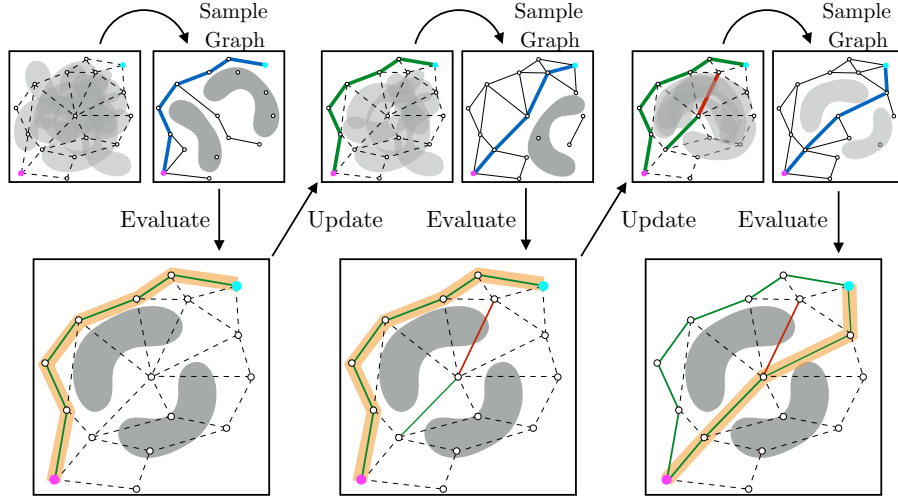 Sample
Graph
Sample
Graph
Sample
Graph
Evaluate
Update
Evaluate
Update
Evaluate